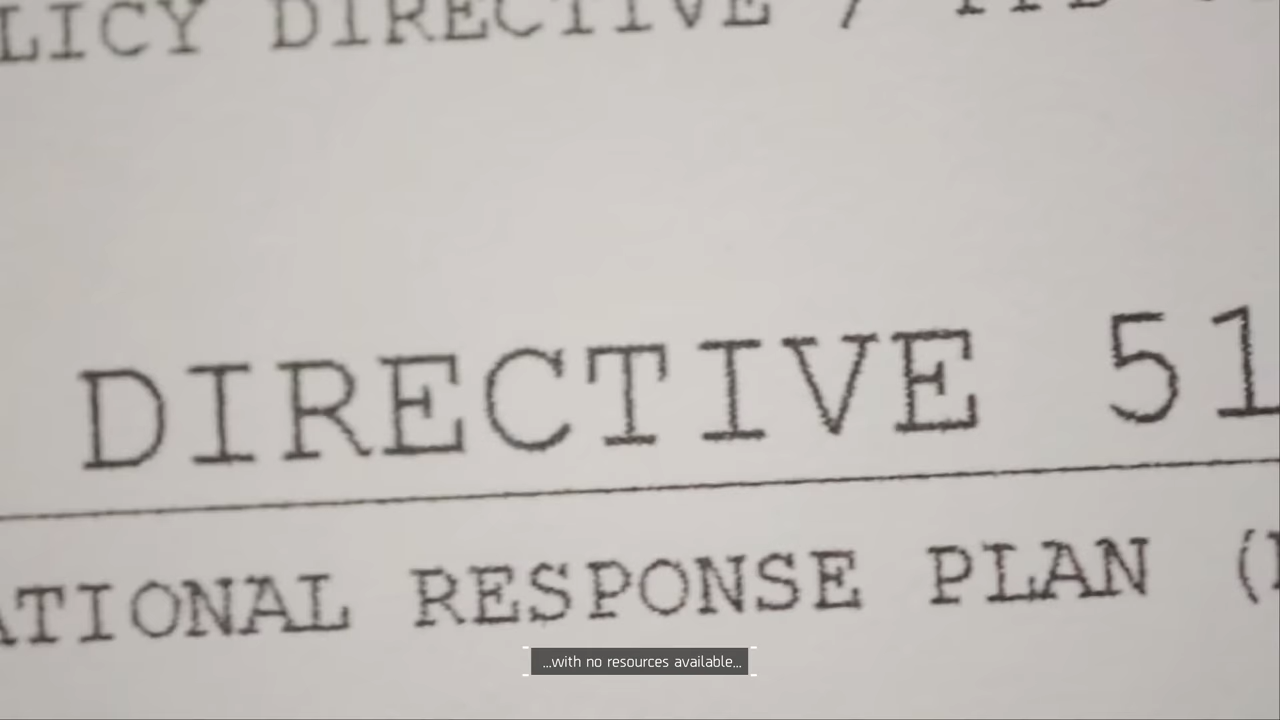 LICY DIRECTIVE /
DIRECTIVE 51
ATIONAL RESPONSE PLAN (
...with no resources available...